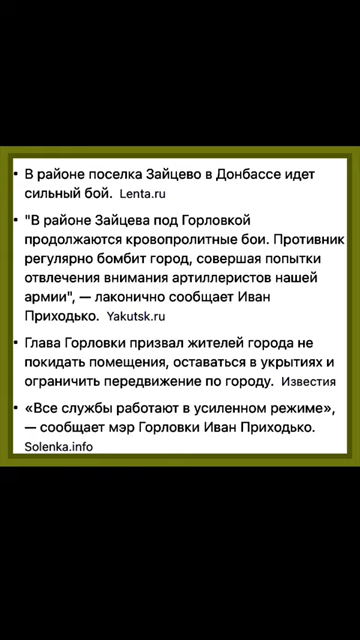 • В районе поселка Зайцево в Донбассе идет
сильный бой. Lenta.ru
• "В районе Зайцева под Горловкой
продолжаются кровопролитные бои. Противник
регулярно бомбит город, совершая попытки
отвлечения внимания артиллеристов нашей
армии", — лаконично сообщает Иван
Приходько. Yakutsk.ru
• Глава Горловки призвал жителей города не
покидать помещения, оставаться в укрытиях и
ограничить передвижение по городу. Известия
• «Все службы работают в усиленном режиме»,
— сообщает мэр Горловки Иван Приходько.
Solenka.info